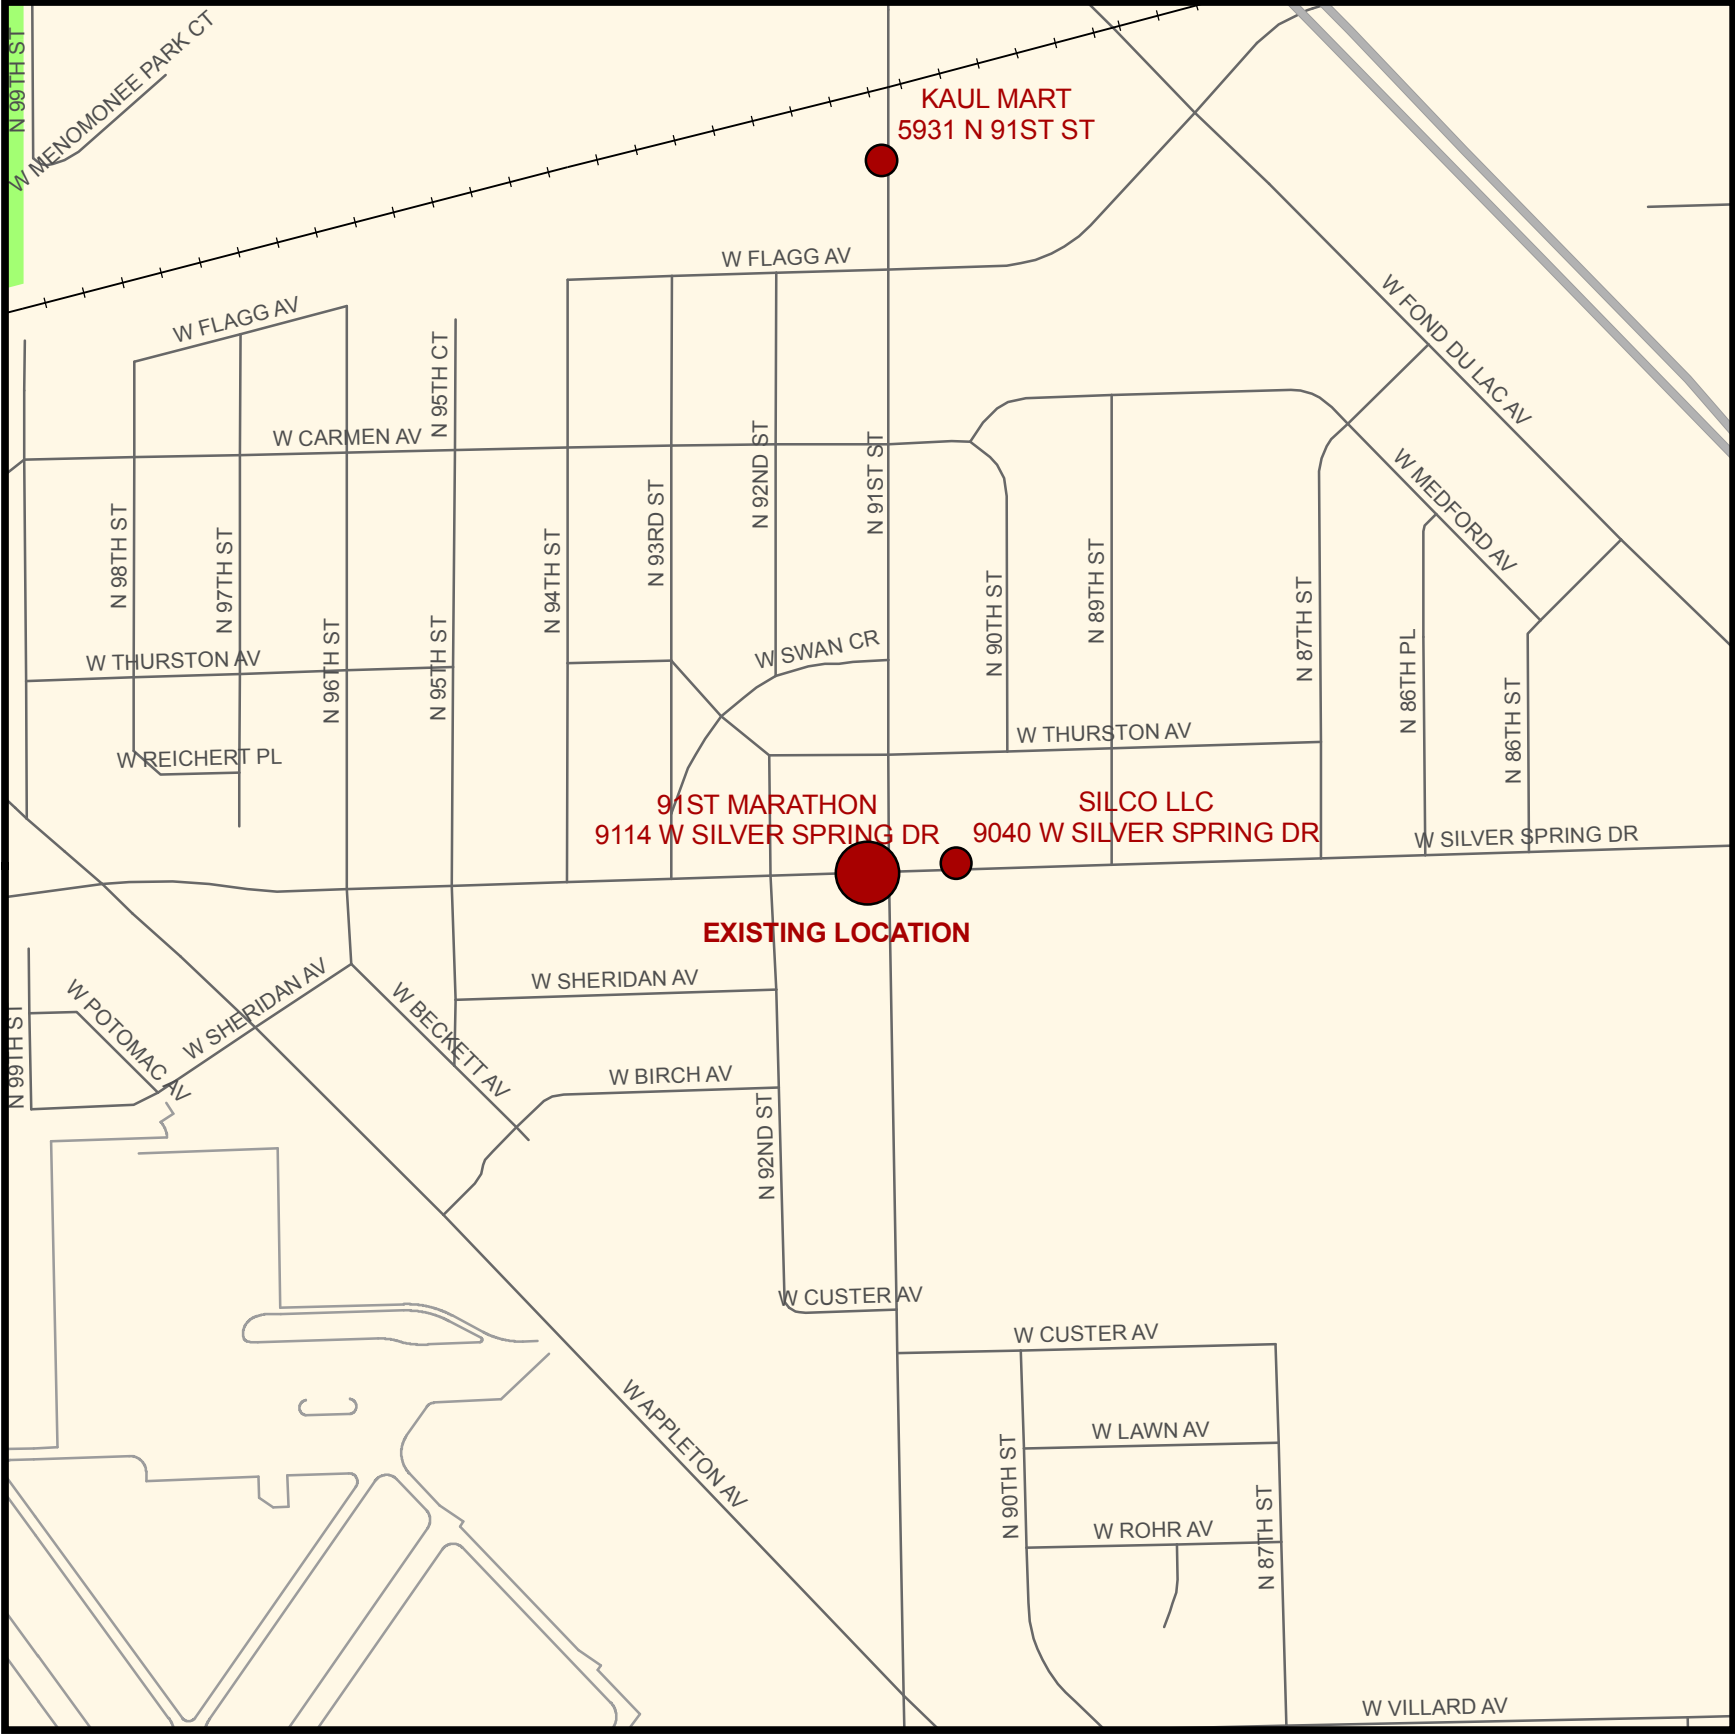 N 99TH ST
W MENOMONEE PARK CT
KAUL MART
5931 N 91ST ST
W FLAGG AV
W FLAGG AV
W FOND DU LAC AV
N 95TH CT
W CARMEN AV
N 92ND ST
N 91ST ST
W MEDFORD AV
N 93RD ST
N 98TH ST
N 97TH ST
N 94TH ST
N 90TH ST
N 89TH ST
N 87TH ST
N 86TH PL
N 86TH ST
N 96TH ST
N 95TH ST
W SWAN CR
W THURSTON AV
W THURSTON AV
W REICHERT PL
91ST MARATHON
9114 W SILVER SPRING DR
SILCO LLC
9040 W SILVER SPRING DR
W SILVER SPRING DR
EXISTING LOCATION
W SHERIDAN AV
W SHERIDAN AV
W POTOMAC AV
N 99TH ST
W BECKETT AV
W BIRCH AV
N 92ND ST
W CUSTER AV
W CUSTER AV
W APPLETON AV
W LAWN AV
N 90TH ST
N 87TH ST
W ROHR AV
W VILLARD AV